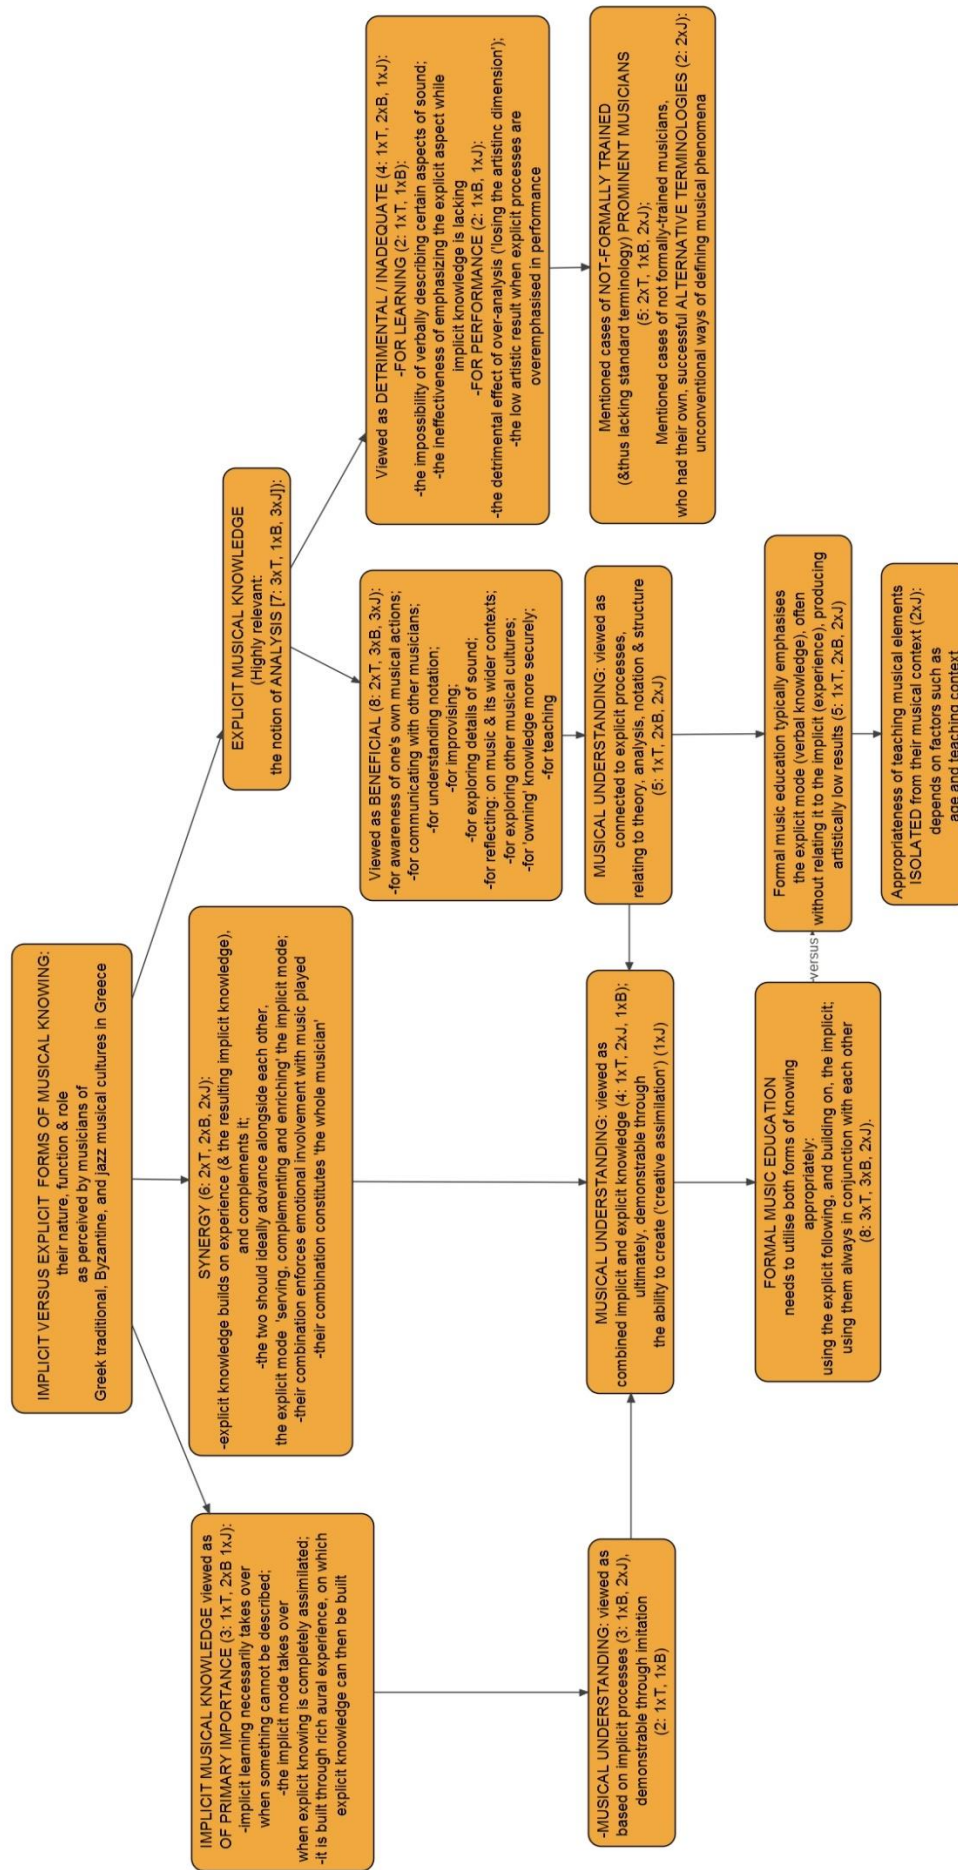 IMPLICIT VERSUS EXPLICIT FORMS OF MUSICAL KNOWING:
their nature, function & role
as perceived by musicians of
Greek traditional, Byzantine, and jazz musical cultures in Greece
IMPLICIT MUSICAL KNOWLEDGE viewed as
OF PRIMARY IMPORTANCE (3: 1xT, 2xB 1xJ):
-implicit learning necessarily takes over
when something cannot be described;
-the implicit mode takes over
when explicit knowing is completely assimilated;
-it is built through rich aural experience, on which
explicit knowledge can then be built
SYNERGY (6: 2xT, 2xB, 2xJ):
-explicit knowledge builds on experience (& the resulting implicit knowledge),
and complements it;
-the two should ideally advance alongside each other,
the explicit mode 'serving, complementing and enriching' the implicit mode;
-their combination enforces emotional involvement with music played
-their combination constitutes 'the whole musician'
EXPLICIT MUSICAL KNOWLEDGE
(Highly relevant:
the notion of ANALYSIS [7: 3xT, 1xB, 3xJ]):
Viewed as BENEFICIAL (8: 2xT, 3xB, 3xJ):
-for awareness of one's own musical actions;
-for communicating with other musicians;
-for understanding notation;
-for improvising;
-for exploring details of sound;
-for reflecting: on music & its wider contexts;
-for exploring other musical cultures;
-for 'owning' knowledge more securely;
-for teaching
Viewed as DETRIMENTAL / INADEQUATE (4: 1xT, 2xB, 1xJ):
-FOR LEARNING (2: 1xT, 1xB):
-the impossibility of verbally describing certain aspects of sound;
-the ineffectiveness of emphasizing the explicit aspect while
implicit knowledge is lacking
-FOR PERFORMANCE (2: 1xB, 1xJ):
-the detrimental effect of over-analysis ('losing the artistinc dimension');
-the low artistic result when explicit processes are
overemphasised in performance
-MUSICAL UNDERSTANDING: viewed as
based on implicit processes (3: 1xB, 2xJ),
demonstrable through imitation
(2: 1xT, 1xB)
MUSICAL UNDERSTANDING: viewed as
combined implicit and explicit knowledge (4: 1xT, 2xJ, 1xB);
ultimately, demonstrable through
the ability to create ('creative assimilation') (1xJ)
MUSICAL UNDERSTANDING: viewed as
connected to explicit processes,
relating to theory, analysis, notation & structure
(5: 1xT, 2xB, 2xJ)
Mentioned cases of NOT-FORMALLY TRAINED
(&thus lacking standard terminology) PROMINENT MUSICIANS
(5: 2xT, 1xB, 2xJ);
Mentioned cases of not formally-trained musicians,
who had their own, successful ALTERNATIVE TERMINOLOGIES (2: 2xJ):
unconventional ways of defining musical phenomena
FORMAL MUSIC EDUCATION
needs to utilise both forms of knowing
appropriately;
using the explicit following, and building on, the implicit;
using them always in conjunction with each other
(8: 3xT, 3xB, 2xJ).
versus
Formal music education typically emphasises
the explicit mode (verbal knowledge), often
without relating it to the implicit (experience), producing
artistically low results (5: 1xT, 2xB, 2xJ)
Appropriateness of teaching musical elements
ISOLATED from their musical context (2xJ):
depends on factors such as
age and teaching context